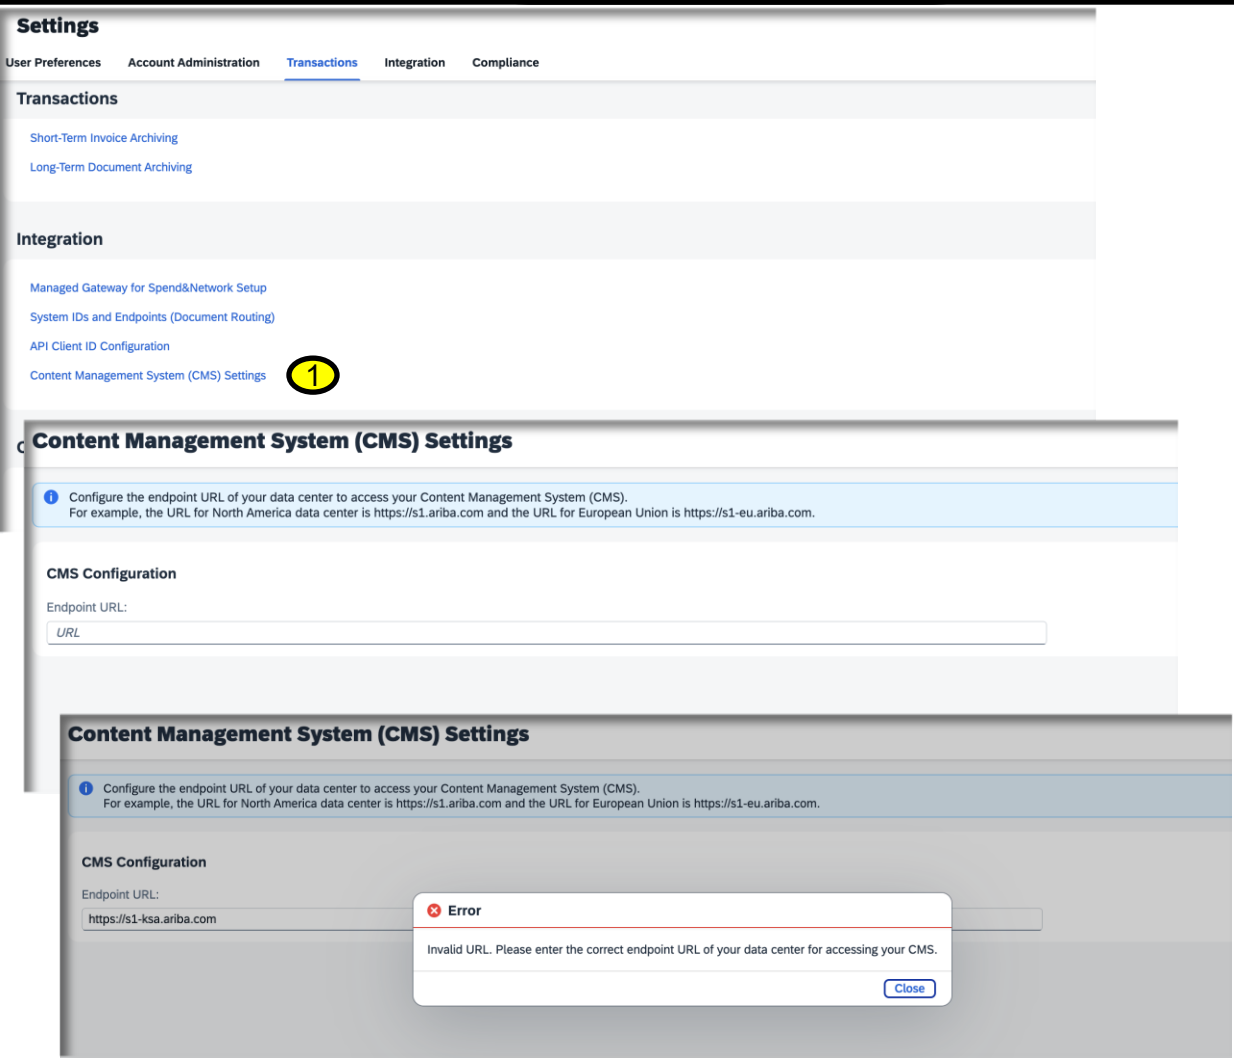 Settings
User Preferences Account Administration Transactions Integration Compliance
Transactions
Short-Term Invoice Archiving
Long-Term Document Archiving
Integration
Managed Gateway for Spend&Network Setup
System IDs and Endpoints (Document Routing)
API Client ID Configuration
Content Management System (CMS) Settings 1
Content Management System (CMS) Settings
Configure the endpoint URL of your data center to access your Content Management System (CMS).
For example, the URL for North America data center is https://s1.ariba.com and the URL for European Union is https://s1-eu.ariba.com.
CMS Configuration
Endpoint URL:
URL
Content Management System (CMS) Settings
Configure the endpoint URL of your data center to access your Content Management System (CMS).
For example, the URL for North America data center is https://s1.ariba.com and the URL for European Union is https://s1-eu.ariba.com.
CMS Configuration
Endpoint URL:
https://s1-ksa.ariba.com
Error
Invalid URL. Please enter the correct endpoint URL of your data center for accessing your CMS.
Close